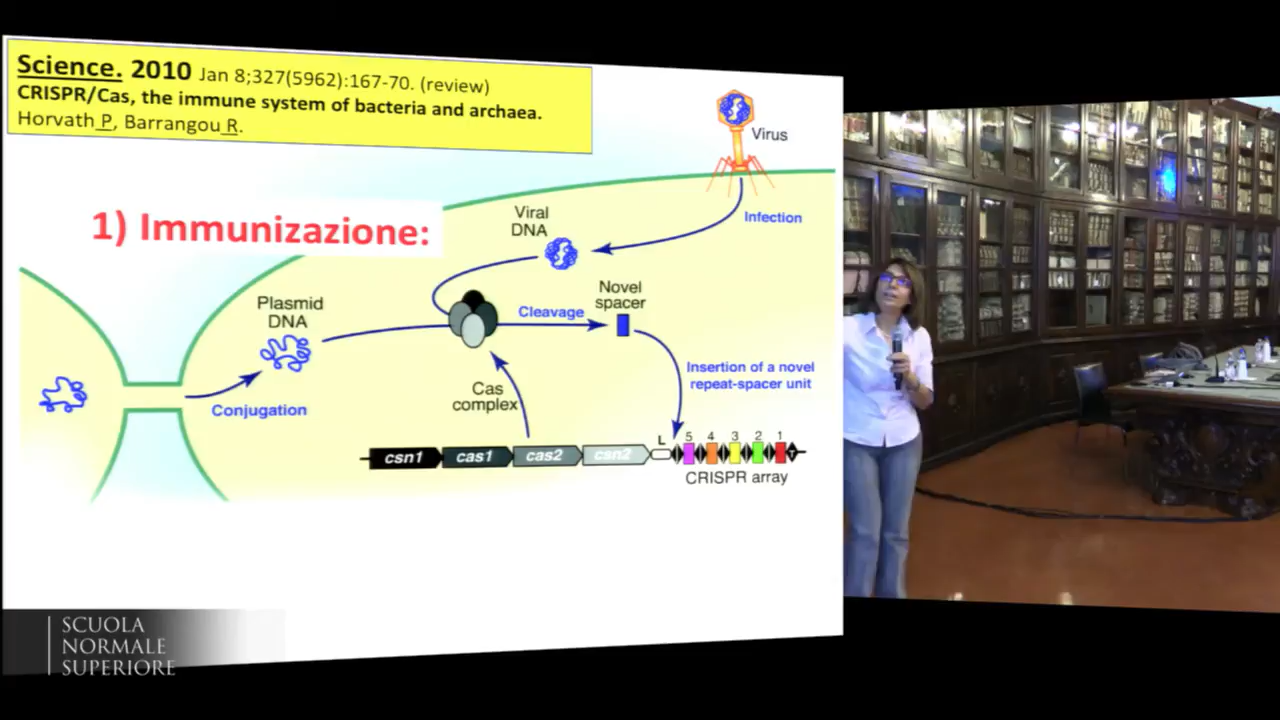 Science. 2010 Jan 8;327(5962):167-70. (review)
CRISPR/Cas, the immune system of bacteria and archaea.
Horvath P, Barrangou R.
Virus
1) Immunizazione:
Viral
DNA
Infection
Plasmid
DNA
Novel
spacer
Cleavage
Insertion of a novel
repeat-spacer unit
Cas
complex
Conjugation
L
5 4 3 2 1
csn1 cas1 cas2 csn2
T
CRISPR array
SCUOLA
NORMALE
SUPERIORE